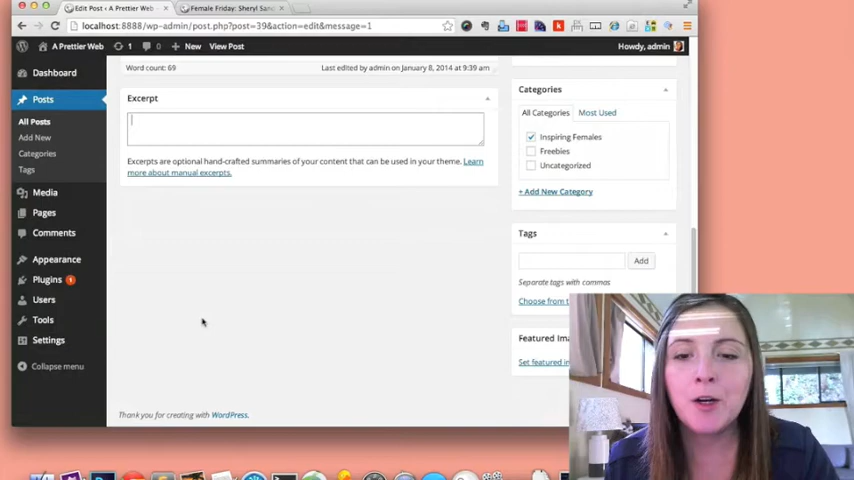 Edit Post ‹ A Prettier Web ·
Female Friday: Sheryl San
localhost:8888/wp-admin/post.php?post=39&action=edit&message=1
A Prettier Web 1 0 + New View Post Howdy, admin
Dashboard
Posts
All Posts
Add New
Categories
Tags
Media
Pages
Comments
Appearance
Plugins 1
Users
Tools
Settings
Collapse menu
Word count: 69 Last edited by admin on January 8, 2014 at 9:39 am
Excerpt
Excerpts are optional hand-crafted summaries of your content that can be used in your theme. Learn
more about manual excerpts.
Thank you for creating with WordPress.
Categories
All Categories Most Used
Inspiring Females
Freebies
Uncategorized
+ Add New Category
Tags
Add
Separate tags with commas
Choose from t
Featured Ima
Set featured i